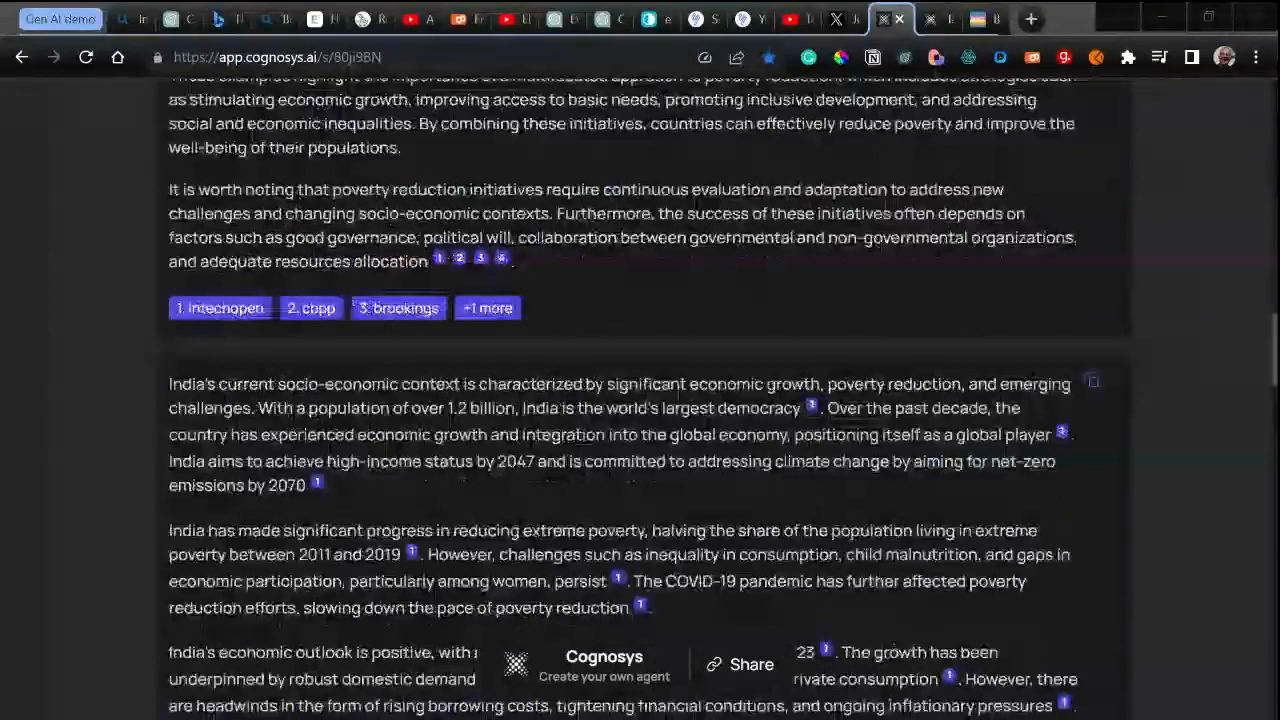 Gen AI demo
https://app.cognosys.ai/s/80ji9BN
as stimulating economic growth, improving access to basic needs, promoting inclusive development, and addressing
social and economic inequalities. By combining these initiatives, countries can effectively reduce poverty and improve the
well-being of their populations.
It is worth noting that poverty reduction initiatives require continuous evaluation and adaptation to address new
challenges and changing socio-economic contexts. Furthermore, the success of these initiatives often depends on
factors such as good governance, political will, collaboration between governmental and non-governmental organizations,
and adequate resources allocation 1 2 3 4.
1. intechopen 2. cbpp 3. brookings +1 more
India's current socio-economic context is characterized by significant economic growth, poverty reduction, and emerging
challenges. With a population of over 1.2 billion, India is the world's largest democracy 1. Over the past decade, the
country has experienced economic growth and integration into the global economy, positioning itself as a global player 1.
India aims to achieve high-income status by 2047 and is committed to addressing climate change by aiming for net-zero
emissions by 2070 1
India has made significant progress in reducing extreme poverty, halving the share of the population living in extreme
poverty between 2011 and 2019 1. However, challenges such as inequality in consumption, child malnutrition, and gaps in
economic participation, particularly among women, persist 1. The COVID-19 pandemic has further affected poverty
reduction efforts, slowing down the pace of poverty reduction 1.
India's economic outlook is positive, with 23 1. The growth has been
underpinned by robust domestic demand rivate consumption 1. However, there
are headwinds in the form of rising borrowing costs, tightening financial conditions, and ongoing inflationary pressures 1.
Cognosys
Create your own agent
Share